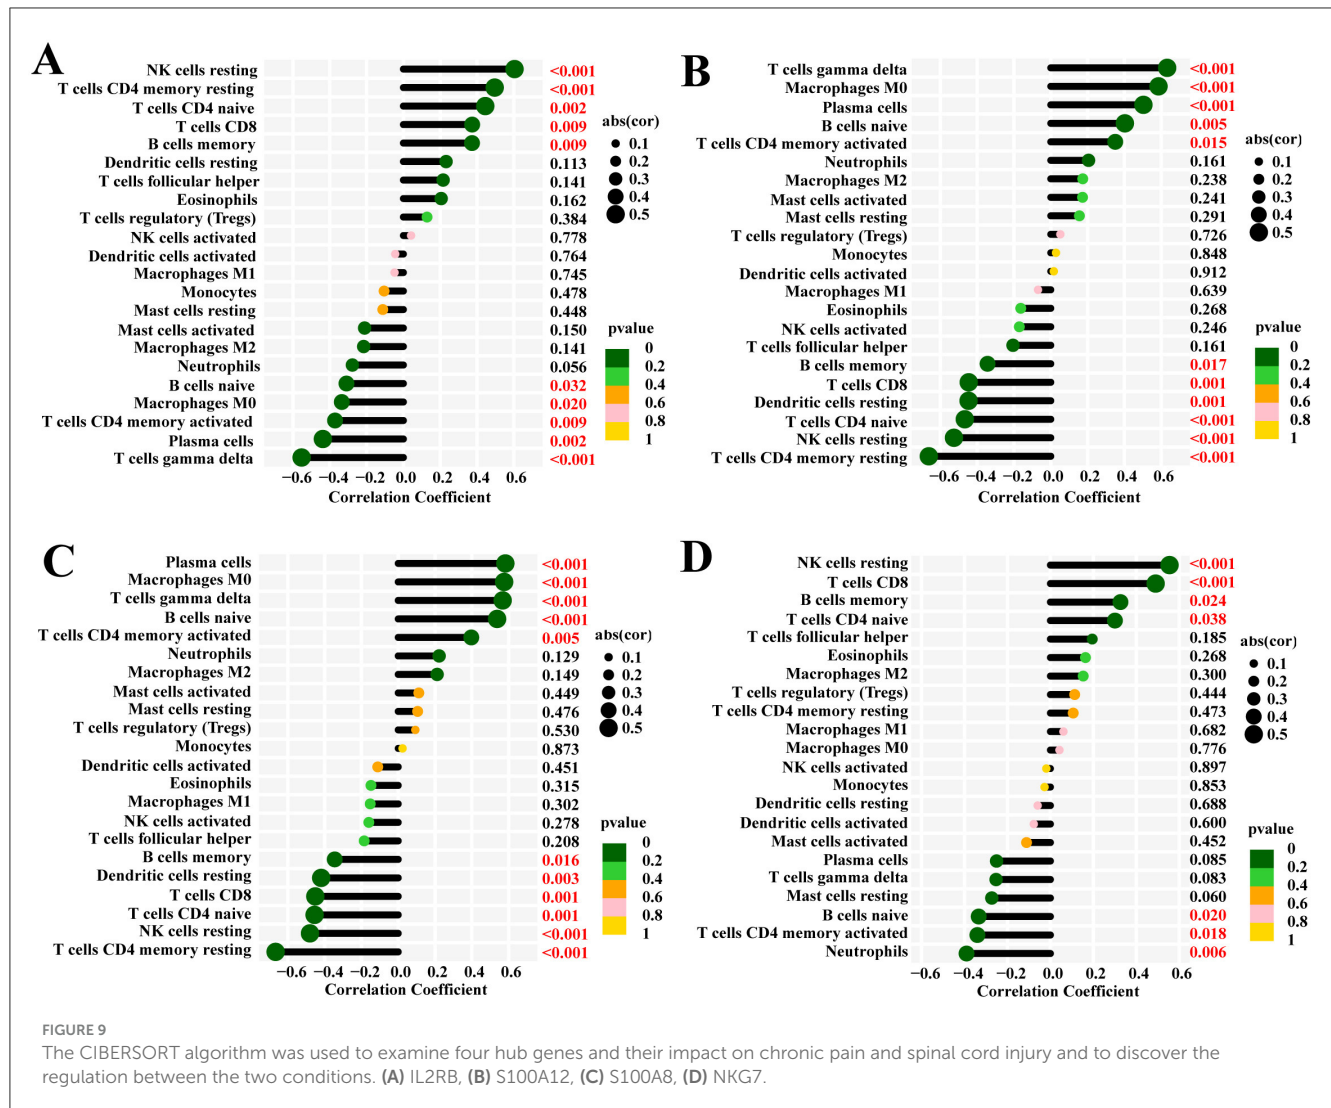 A
NK cells resting <0.001
T cells CD4 memory resting <0.001
T cells CD4 naive 0.002
T cells CD8 0.009
B cells memory 0.009
Dendritic cells resting 0.113
T cells follicular helper 0.141
Eosinophils 0.162
T cells regulatory (Tregs) 0.384
NK cells activated 0.778
Dendritic cells activated 0.764
Macrophages M1 0.745
Monocytes 0.478
Mast cells resting 0.448
Mast cells activated 0.150
Macrophages M2 0.141
Neutrophils 0.056
B cells naive 0.032
Macrophages M0 0.020
T cells CD4 memory activated 0.009
Plasma cells 0.002
T cells gamma delta <0.001
−0.6 −0.4 −0.2 0.0 0.2 0.4 0.6
Correlation Coefficient
abs(cor)
0.1
0.2
0.3
0.4
0.5
pvalue
0
0.2
0.4
0.6
0.8
1
B
T cells gamma delta <0.001
Macrophages M0 <0.001
Plasma cells <0.001
B cells naive 0.005
T cells CD4 memory activated 0.015
Neutrophils 0.161
Macrophages M2 0.238
Mast cells activated 0.241
Mast cells resting 0.291
T cells regulatory (Tregs) 0.726
Monocytes 0.848
Dendritic cells activated 0.912
Macrophages M1 0.639
Eosinophils 0.268
NK cells activated 0.246
T cells follicular helper 0.161
B cells memory 0.017
T cells CD8 0.001
Dendritic cells resting 0.001
T cells CD4 naive <0.001
NK cells resting <0.001
T cells CD4 memory resting <0.001
−0.6 −0.4 −0.2 0.0 0.2 0.4 0.6
Correlation Coefficient
abs(cor)
0.1
0.2
0.3
0.4
0.5
pvalue
0
0.2
0.4
0.6
0.8
1
C
Plasma cells <0.001
Macrophages M0 <0.001
T cells gamma delta <0.001
B cells naive <0.001
T cells CD4 memory activated 0.005
Neutrophils 0.129
Macrophages M2 0.149
Mast cells activated 0.449
Mast cells resting 0.476
T cells regulatory (Tregs) 0.530
Monocytes 0.873
Dendritic cells activated 0.451
Eosinophils 0.315
Macrophages M1 0.302
NK cells activated 0.278
T cells follicular helper 0.208
B cells memory 0.016
Dendritic cells resting 0.003
T cells CD8 0.001
T cells CD4 naive 0.001
NK cells resting <0.001
T cells CD4 memory resting <0.001
−0.6 −0.4 −0.2 0.0 0.2 0.4 0.6
Correlation Coefficient
abs(cor)
0.1
0.2
0.3
0.4
0.5
pvalue
0
0.2
0.4
0.6
0.8
1
D
NK cells resting <0.001
T cells CD8 <0.001
B cells memory 0.024
T cells CD4 naive 0.038
T cells follicular helper 0.185
Eosinophils 0.268
Macrophages M2 0.300
T cells regulatory (Tregs) 0.444
T cells CD4 memory resting 0.473
Macrophages M1 0.682
Macrophages M0 0.776
NK cells activated 0.897
Monocytes 0.853
Dendritic cells resting 0.688
Dendritic cells activated 0.600
Mast cells activated 0.452
Plasma cells 0.085
T cells gamma delta 0.083
Mast cells resting 0.060
B cells naive 0.020
T cells CD4 memory activated 0.018
Neutrophils 0.006
−0.6 −0.4 −0.2 0.0 0.2 0.4 0.6
Correlation Coefficient
abs(cor)
0.1
0.2
0.3
0.4
0.5
pvalue
0
0.2
0.4
0.6
0.8
1
FIGURE 9
The CIBERSORT algorithm was used to examine four hub genes and their impact on chronic pain and spinal cord injury and to discover the
regulation between the two conditions. (A) IL2RB, (B) S100A12, (C) S100A8, (D) NKG7.